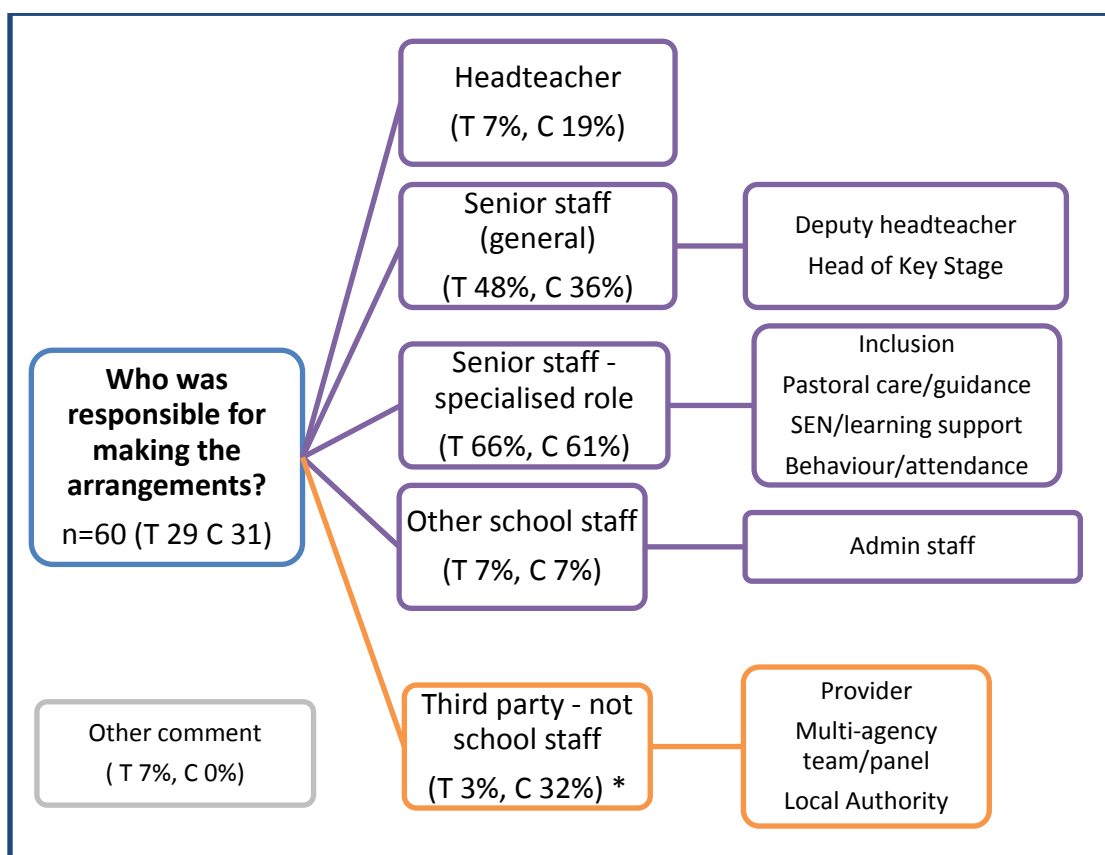 Headteacher
(T 7%, C 19%)
Senior staff
(general)
(T 48%, C 36%)
Deputy headteacher
Head of Key Stage
Who was
responsible for
making the
arrangements?
n=60 (T 29 C 31)
Senior staff -
specialised role
(T 66%, C 61%)
Inclusion
Pastoral care/guidance
SEN/learning support
Behaviour/attendance
Other school staff
(T 7%, C 7%)
Admin staff
Third party - not
school staff
(T 3%, C 32%) *
Provider
Multi-agency
team/panel
Local Authority
Other comment
( T 7%, C 0%)